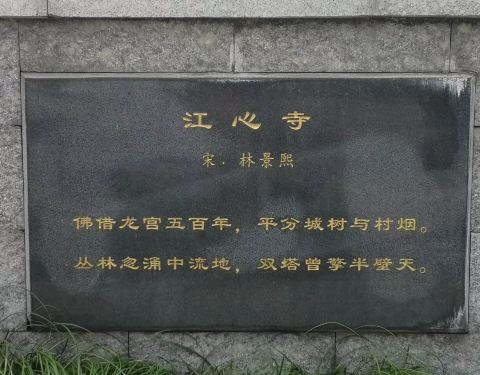 江心寺
宋．林景熙
佛借龙宫五百年，平分城树与村烟。
丛林忽涌中流地，双塔曾擎半壁天。